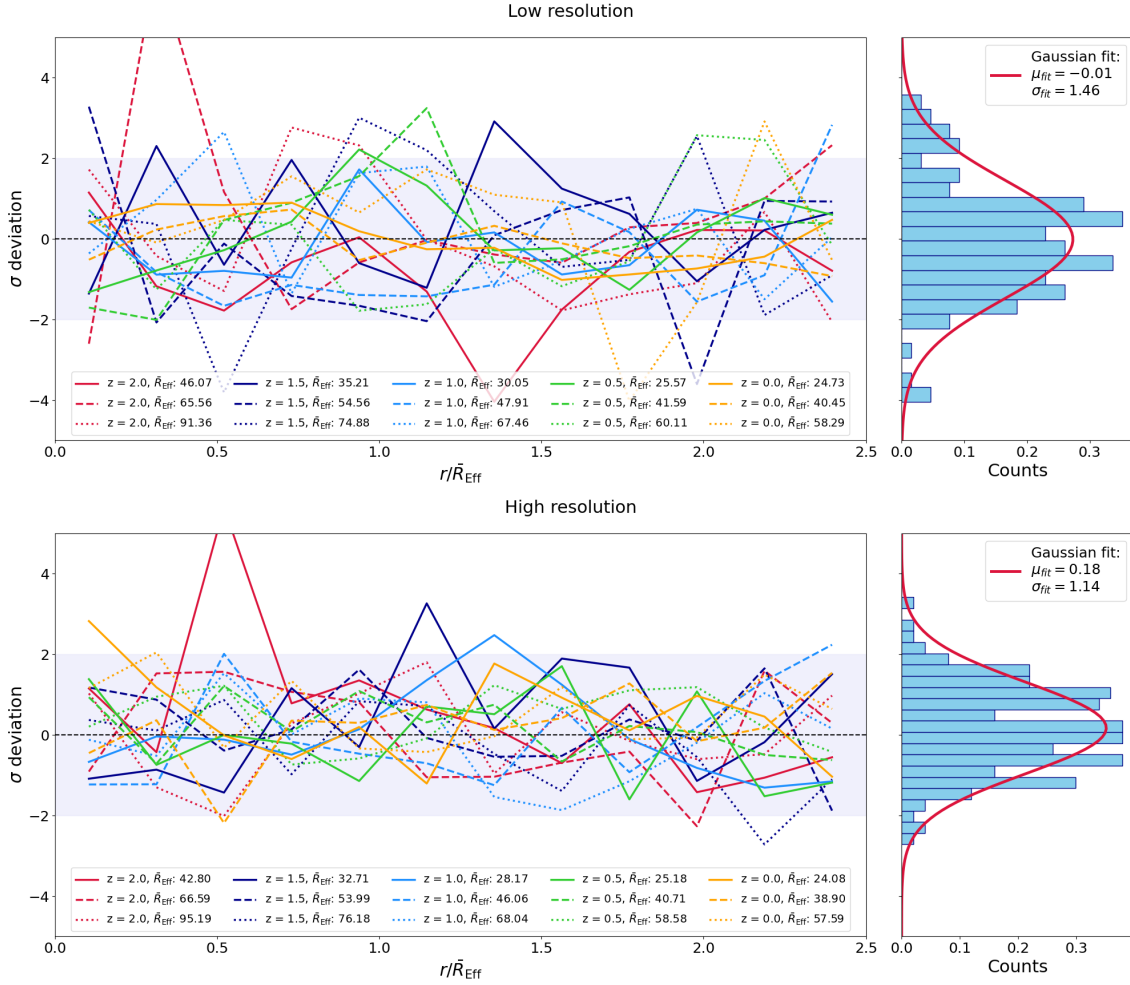 Low resolution
σ deviation
4
2
0
−2
−4
z = 2.0, R̄Eff: 46.07
z = 2.0, R̄Eff: 65.56
z = 2.0, R̄Eff: 91.36
z = 1.5, R̄Eff: 35.21
z = 1.5, R̄Eff: 54.56
z = 1.5, R̄Eff: 74.88
z = 1.0, R̄Eff: 30.05
z = 1.0, R̄Eff: 47.91
z = 1.0, R̄Eff: 67.46
z = 0.5, R̄Eff: 25.57
z = 0.5, R̄Eff: 41.59
z = 0.5, R̄Eff: 60.11
z = 0.0, R̄Eff: 24.73
z = 0.0, R̄Eff: 40.45
z = 0.0, R̄Eff: 58.29
0.0 0.5 1.0 1.5 2.0 2.5
r/R̄Eff
Gaussian fit:
μfit = −0.01
σfit = 1.46
0.0 0.1 0.2 0.3
Counts
High resolution
σ deviation
4
2
0
−2
−4
z = 2.0, R̄Eff: 42.80
z = 2.0, R̄Eff: 66.59
z = 2.0, R̄Eff: 95.19
z = 1.5, R̄Eff: 32.71
z = 1.5, R̄Eff: 53.99
z = 1.5, R̄Eff: 76.18
z = 1.0, R̄Eff: 28.17
z = 1.0, R̄Eff: 46.06
z = 1.0, R̄Eff: 68.04
z = 0.5, R̄Eff: 25.18
z = 0.5, R̄Eff: 40.71
z = 0.5, R̄Eff: 58.58
z = 0.0, R̄Eff: 24.08
z = 0.0, R̄Eff: 38.90
z = 0.0, R̄Eff: 57.59
0.0 0.5 1.0 1.5 2.0 2.5
r/R̄Eff
Gaussian fit:
μfit = 0.18
σfit = 1.14
0.0 0.1 0.2 0.3
Counts